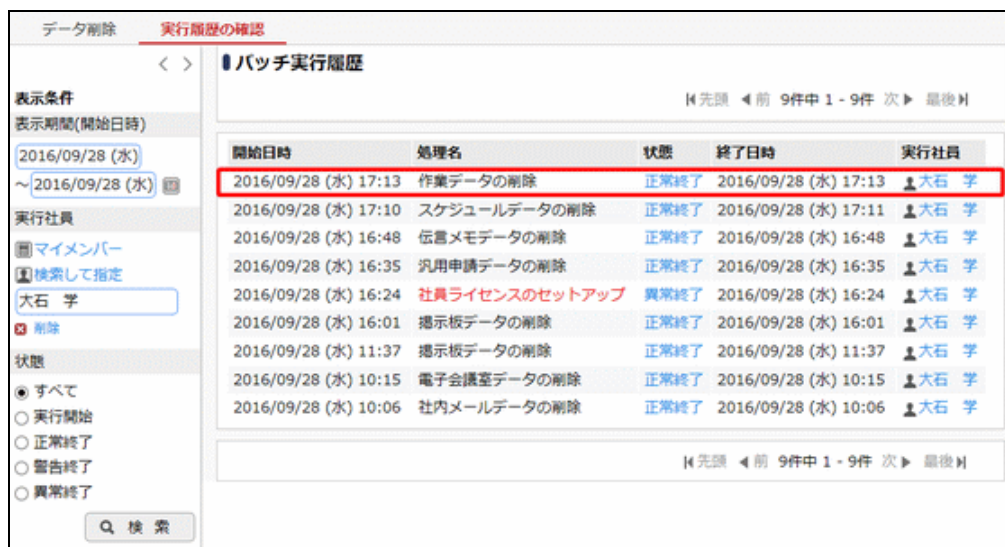 データ削除 実行履歴の確認
< >
表示条件
表示期間(開始日時)
2016/09/28 (水)
～ 2016/09/28 (水)
実行社員
マイメンバー
検索して指定
大石 学
削除
状態
すべて
実行開始
正常終了
警告終了
異常終了
検 索
バッチ実行履歴
先頭 前 9件中 1 - 9件 次 最後
開始日時 処理名 状態 終了日時 実行社員
2016/09/28 (水) 17:13 作業データの削除 正常終了 2016/09/28 (水) 17:13 大石 学
2016/09/28 (水) 17:10 スケジュールデータの削除 正常終了 2016/09/28 (水) 17:11 大石 学
2016/09/28 (水) 16:48 伝言メモデータの削除 正常終了 2016/09/28 (水) 16:48 大石 学
2016/09/28 (水) 16:35 汎用申請データの削除 正常終了 2016/09/28 (水) 16:35 大石 学
2016/09/28 (水) 16:24 社員ライセンスのセットアップ 異常終了 2016/09/28 (水) 16:24 大石 学
2016/09/28 (水) 16:01 掲示板データの削除 正常終了 2016/09/28 (水) 16:01 大石 学
2016/09/28 (水) 11:37 掲示板データの削除 正常終了 2016/09/28 (水) 11:37 大石 学
2016/09/28 (水) 10:15 電子会議室データの削除 正常終了 2016/09/28 (水) 10:15 大石 学
2016/09/28 (水) 10:06 社内メールデータの削除 正常終了 2016/09/28 (水) 10:06 大石 学
先頭 前 9件中 1 - 9件 次 最後